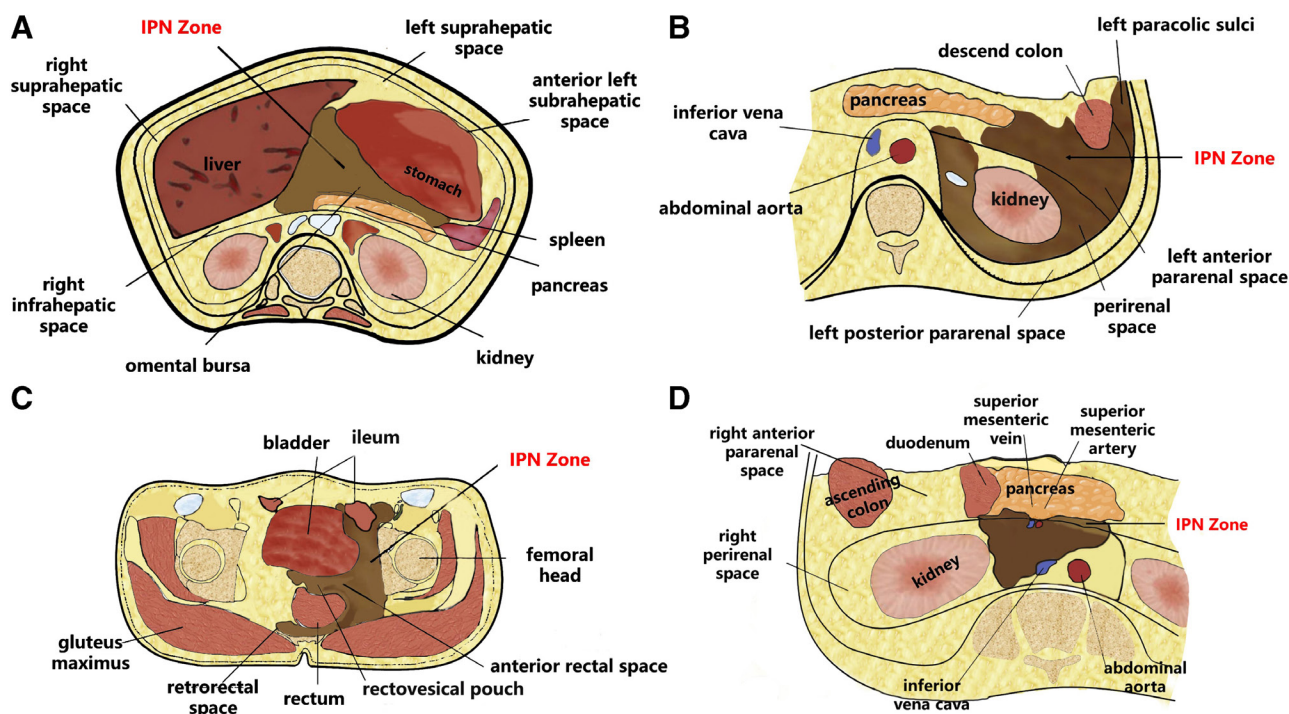 A
IPN Zone
left suprahepatic
space
right
suprahepatic
space
anterior left
subrahepatic
space
liver
stomach
spleen
pancreas
right
infrahepatic
space
omental bursa
kidney
B
left paracolic sulci
descend colon
pancreas
inferior vena
cava
IPN Zone
kidney
abdominal aorta
left anterior
pararenal space
perirenal
space
left posterior pararenal space
C
bladder
ileum
IPN Zone
femoral
head
gluteus
maximus
retrorectal
space
rectum
rectovesical pouch
anterior rectal space
D
superior
mesenteric
vein
superior
mesenteric
artery
right anterior
pararenal
space
duodenum
ascending
colon
pancreas
IPN Zone
right
perirenal
space
kidney
inferior
vena cava
abdominal
aorta